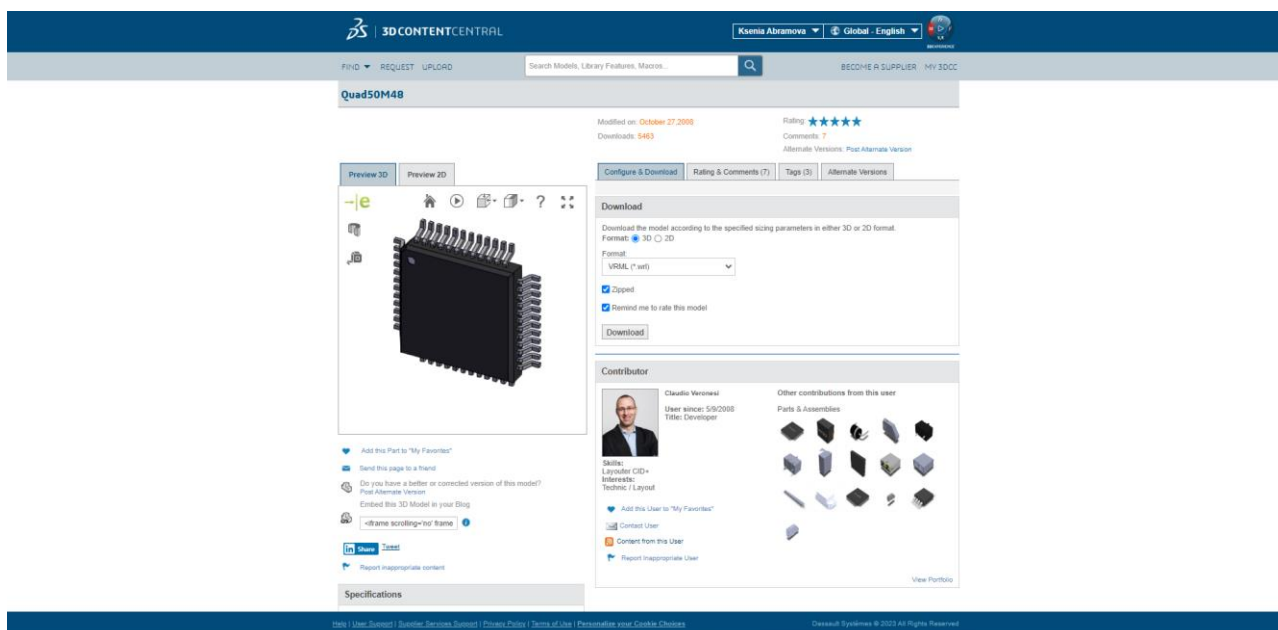 3DCONTENTCENTRAL
Ksenia Abramova
Global - English
FIND REQUEST UPLOAD
Search Models, Library Features, Macros...
BECOME A SUPPLIER MY 3DCC
Quad50M48
Modified on: October 27,2009
Rating:
Downloads: 5463
Comments: 7
Alternate Versions: Post Alternate Version
Preview 3D Preview 2D
Configure & Download Rating & Comments (7) Tags (3) Alternate Versions
Download
Download the model according to the specified sizing parameters in either 3D or 2D format.
Format: 3D 2D
Format:
VRML (*.wrl)
Zipped
Remind me to rate this model
Download
Contributor
Claudio Veronesi
User since: 5/9/2008
Title: Developer
Skills:
Layouter CID+
Interests:
Technic / Layout
Add this User to "My Favorites"
Contact User
Content from this User
Report Inappropriate User
Other contributions from this user
Parts & Assemblies
View Portfolio
Add this Part to "My Favorites"
Send this page to a friend
Do you have a better or corrected version of this model?
Post Alternate Version
Embed this 3D Model in your Blog
<iframe scrolling='no' frame
in Share Tweet
Report inappropriate content
Specifications
Help | User Support | Supplier Services Support | Privacy Policy | Terms of Use | Personalize your Cookie Choices
Dassault Systèmes © 2023 All Rights Reserved